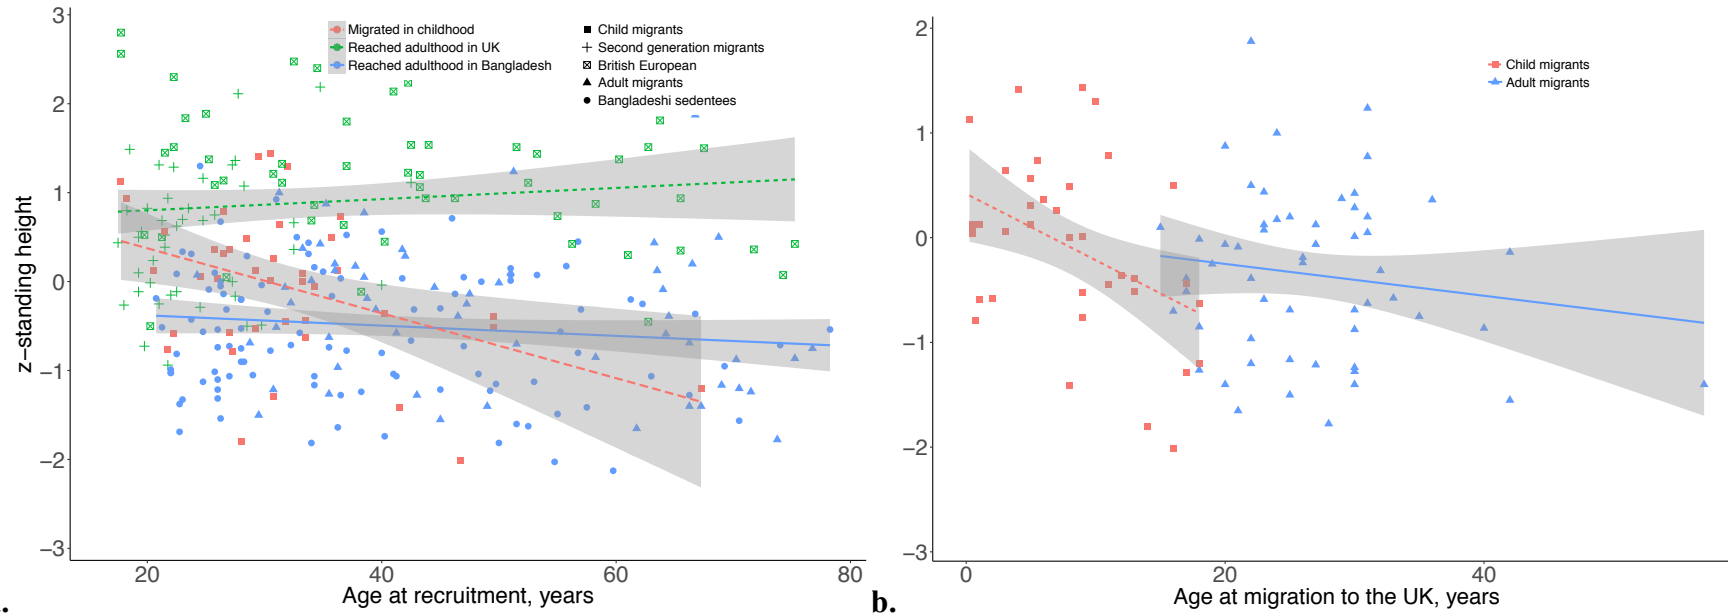 3
2
1
0
−1
−2
−3
z−standing height
Migrated in childhood
Reached adulthood in UK
Reached adulthood in Bangladesh
Child migrants
Second generation migrants
British European
Adult migrants
Bangladeshi sedentees
20
40
60
80
Age at recruitment, years
2
1
0
−1
−2
−3
Child migrants
Adult migrants
0
20
40
Age at migration to the UK, years
b.